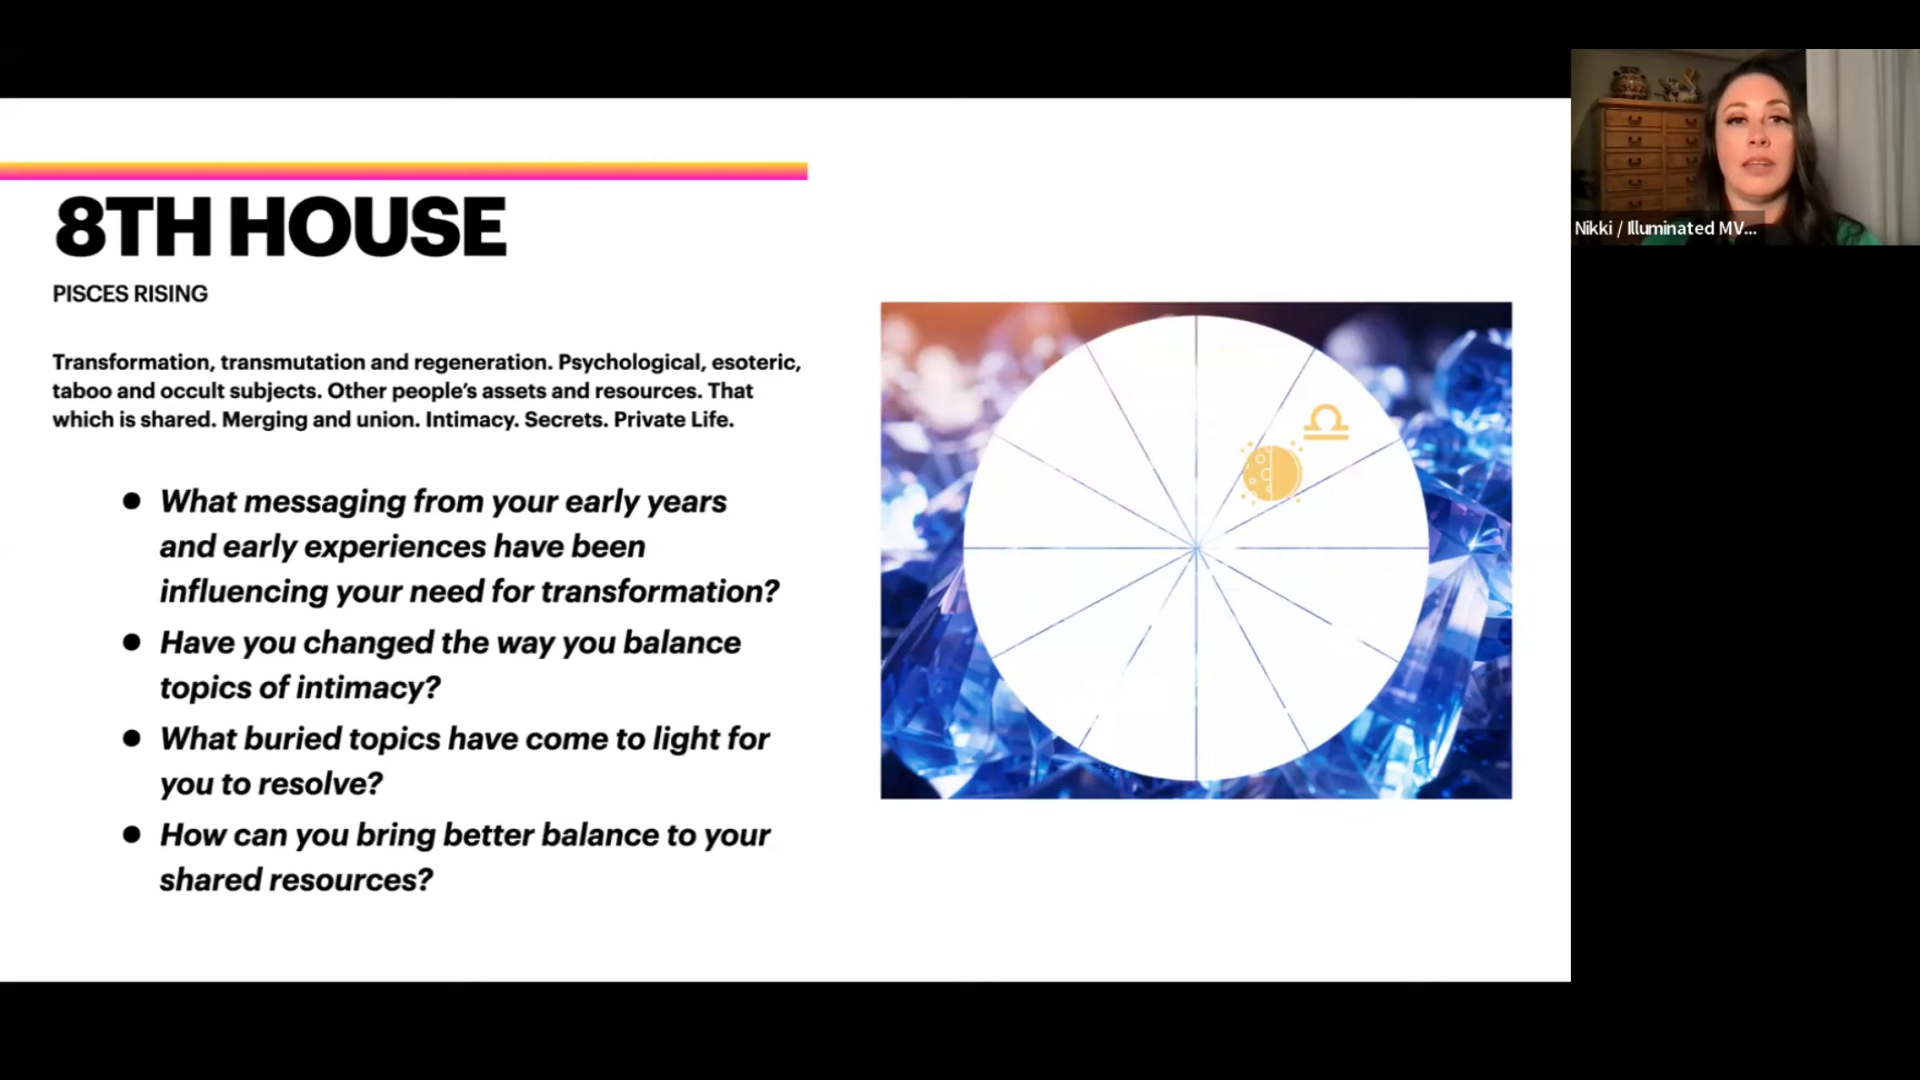 8TH HOUSE
PISCES RISING
Transformation, transmutation and regeneration. Psychological, esoteric,
taboo and occult subjects. Other people’s assets and resources. That
which is shared. Merging and union. Intimacy. Secrets. Private Life.
● What messaging from your early years
and early experiences have been
influencing your need for transformation?
● Have you changed the way you balance
topics of intimacy?
● What buried topics have come to light for
you to resolve?
● How can you bring better balance to your
shared resources?
Nikki / Illuminated MV...